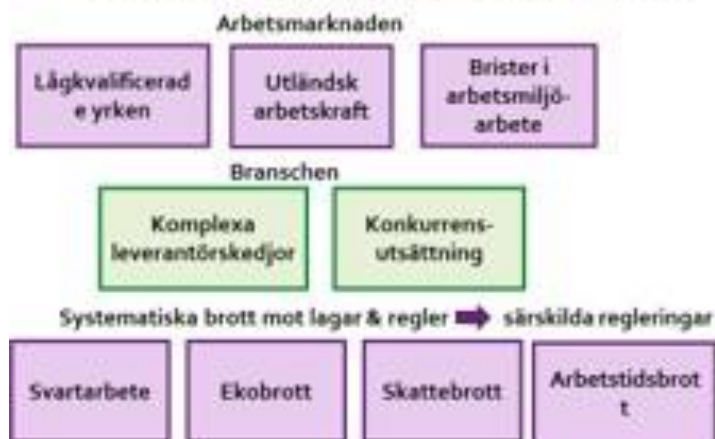 Arbetsmarknaden
Lågkvalificerad
e yrken
Utländsk
arbetskraft
Brister i
arbetsmiljö-
arbete
Branschen
Komplexa
leverantörskedjor
Konkurrens-
utsättning
Systematiska brott mot lagar & regler ➡ särskilda regleringar
Svartarbete
Ekobrott
Skattebrott
Arbetstidsbrot
t